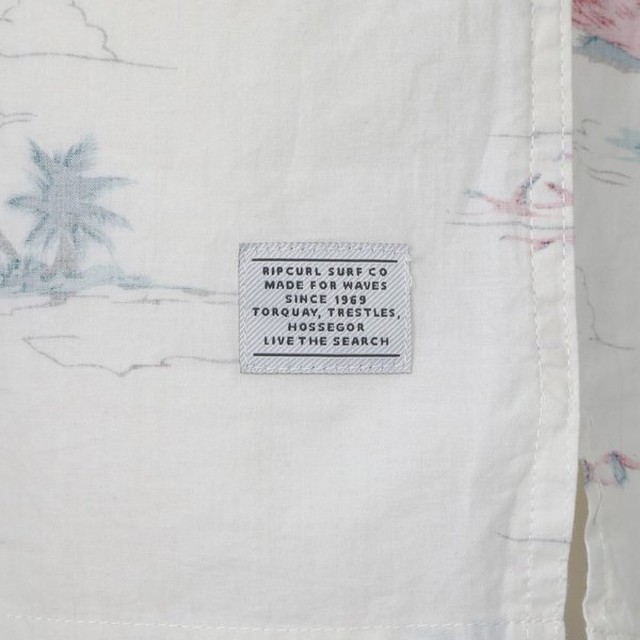 RIPCURL SURF CO
MADE FOR WAVES
SINCE 1969
TORQUAY, TRESTLES,
HOSSEGOR
LIVE THE SEARCH